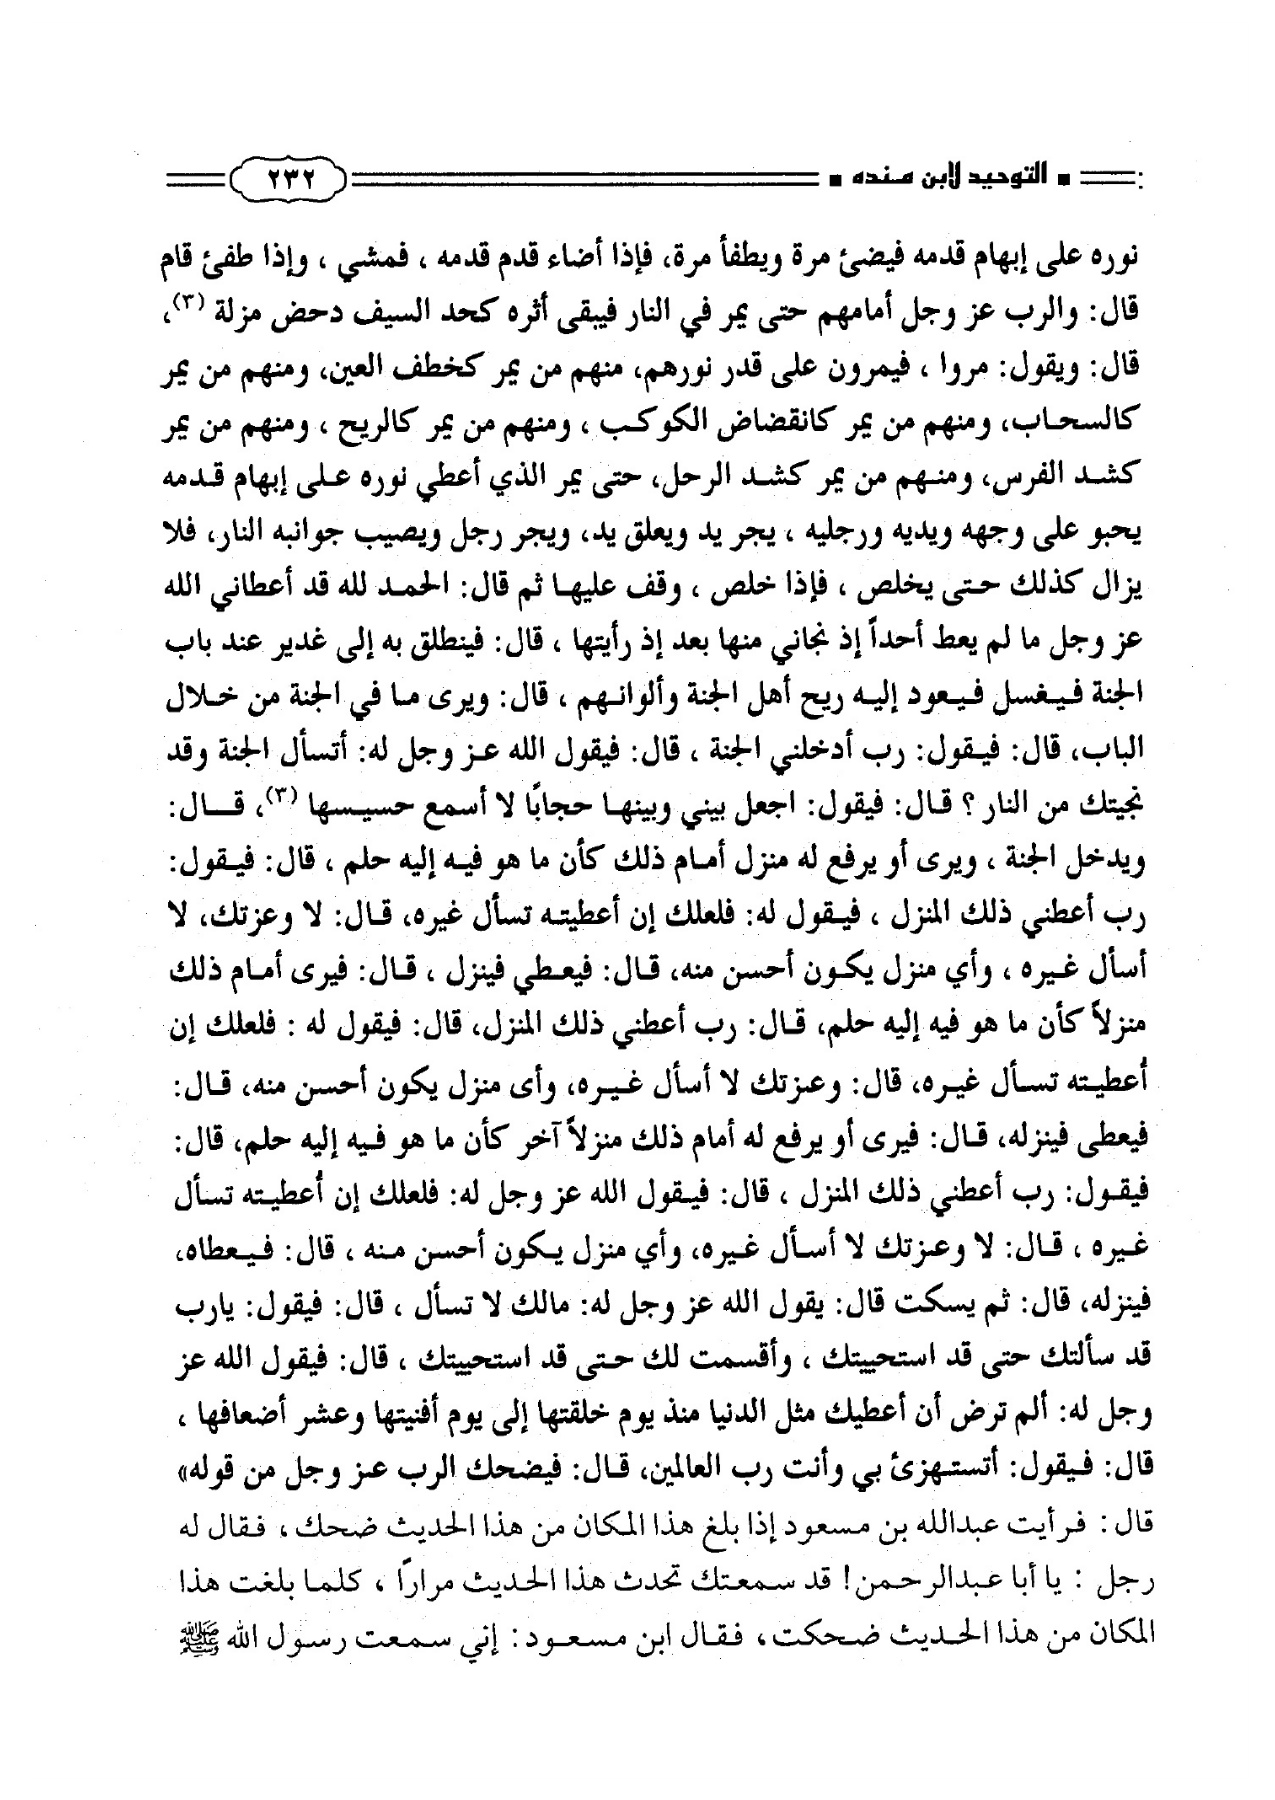 التوحيد لابن منده ٢٣٢
نوره على إبهام قدمه فيضئ مرة ويطفأ مرة، فإذا أضاء قدم قدمه ، فمشي ، وإذا طفئ قام
قال: والرب عز وجل أمامهم حتى يمر في النار فيبقى أثره كحد السيف دحض مزلة (٣)،
قال: ويقول: مروا ، فيمرون على قدر نورهم، منهم من يمر كخطف العين، ومنهم من يمر
كالسحاب، ومنهم من يمر كانقضاض الكوكب ، ومنهم من يمر كالريح ، ومنهم من يمر
كشد الفرس، ومنهم من يمر كشد الرحل، حتى يمر الذي أعطي نوره على إبهام قدمه
يحبو على وجهه ويديه ورجليه ، يجر يد ويعلق يد، ويجر رجل ويصيب جوانبه النار، فلا
يزال كذلك حتى يخلص ، فإذا خلص ، وقف عليها ثم قال: الحمد لله قد أعطاني الله
عز وجل ما لم يعط أحداً إذ نجاني منها بعد إذ رأيتها ، قال: فينطلق به إلى غدير عند باب
الجنة فيغسل فيعود إليه ريح أهل الجنة وألوانهم ، قال: ويرى ما في الجنة من خلال
الباب، قال: فيقول: رب أدخلني الجنة ، قال: فيقول الله عز وجل له: أتسأل الجنة وقد
نجيتك من النار ؟ قال: فيقول: اجعل بيني وبينها حجابًا لا أسمع حسيسها (٣)، قال:
ويدخل الجنة ، ويرى أو يرفع له منزل أمام ذلك كأن ما هو فيه إليه حلم ، قال: فيقول:
رب أعطني ذلك المنزل ، فيقول له: فلعلك إن أعطيته تسأل غيره، قال: لا وعزتك، لا
أسأل غيره ، وأي منزل يكون أحسن منه، قال: فيعطي فينزل ، قال: فيرى أمام ذلك
منزلاً كأن ما هو فيه إليه حلم، قال: رب أعطني ذلك المنزل، قال: فيقول له : فلعلك إن
أعطيته تسأل غيره، قال: وعزتك لا أسأل غيره، وأى منزل يكون أحسن منه، قال:
فيعطى فينزله، قال: فيرى أو يرفع له أمام ذلك منزلاً آخر كأن ما هو فيه إليه حلم، قال:
فيقول: رب أعطني ذلك المنزل ، قال: فيقول الله عز وجل له: فلعلك إن أعطيته تسأل
غيره ، قال: لا وعزتك لا أسأل غيره، وأي منزل يكون أحسن منه ، قال: فيعطاه،
فينزله، قال: ثم يسكت قال: يقول الله عز وجل له: مالك لا تسأل ، قال: فيقول: يارب
قد سألتك حتى قد استحييتك ، وأقسمت لك حتى قد استحييتك ، قال: فيقول الله عز
وجل له: ألم ترض أن أعطيك مثل الدنيا منذ يوم خلقتها إلى يوم أفنيتها وعشر أضعافها ،
قال: فيقول: أتستهزئ بي وأنت رب العالمين، قال: فيضحك الرب عز وجل من قوله»
قال : فرأيت عبدالله بن مسعود إذا بلغ هذا المكان من هذا الحديث ضحك ، فقال له
رجل : يا أبا عبدالرحمن! قد سمعتك تحدث هذا الحديث مراراً ، كلما بلغت هذا
المكان من هذا الحديث ضحكت، فقال ابن مسعود: إني سمعت رسول الله ﷺ